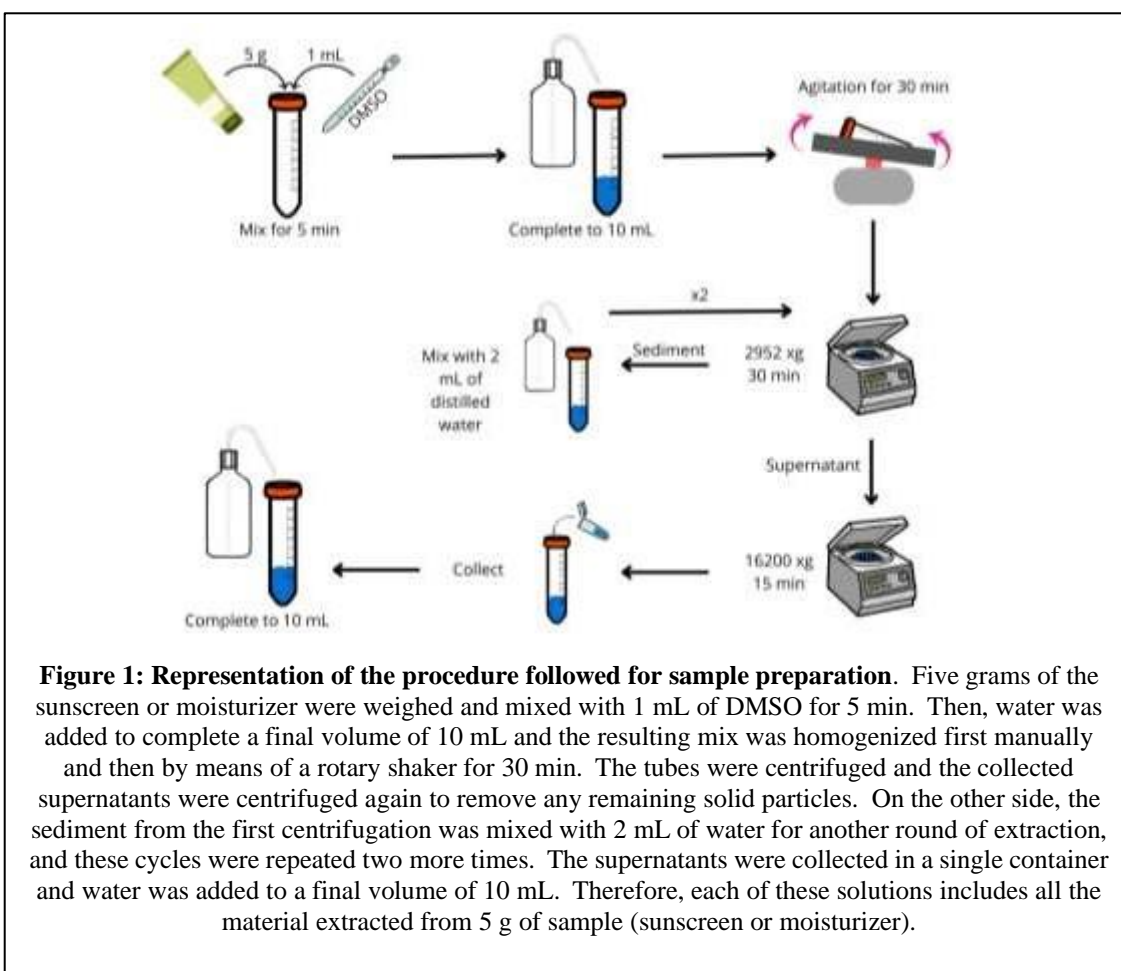 5 g
1 mL
DMSO
Mix for 5 min
Complete to 10 mL
Agitation for 30 min
x2
Mix with 2
mL of
distilled
water
Sediment
2952 xg
30 min
Supernatant
16200 xg
15 min
Collect
Complete to 10 mL
Figure 1: Representation of the procedure followed for sample preparation. Five grams of the
sunscreen or moisturizer were weighed and mixed with 1 mL of DMSO for 5 min. Then, water was
added to complete a final volume of 10 mL and the resulting mix was homogenized first manually
and then by means of a rotary shaker for 30 min. The tubes were centrifuged and the collected
supernatants were centrifuged again to remove any remaining solid particles. On the other side, the
sediment from the first centrifugation was mixed with 2 mL of water for another round of extraction,
and these cycles were repeated two more times. The supernatants were collected in a single container
and water was added to a final volume of 10 mL. Therefore, each of these solutions includes all the
material extracted from 5 g of sample (sunscreen or moisturizer).